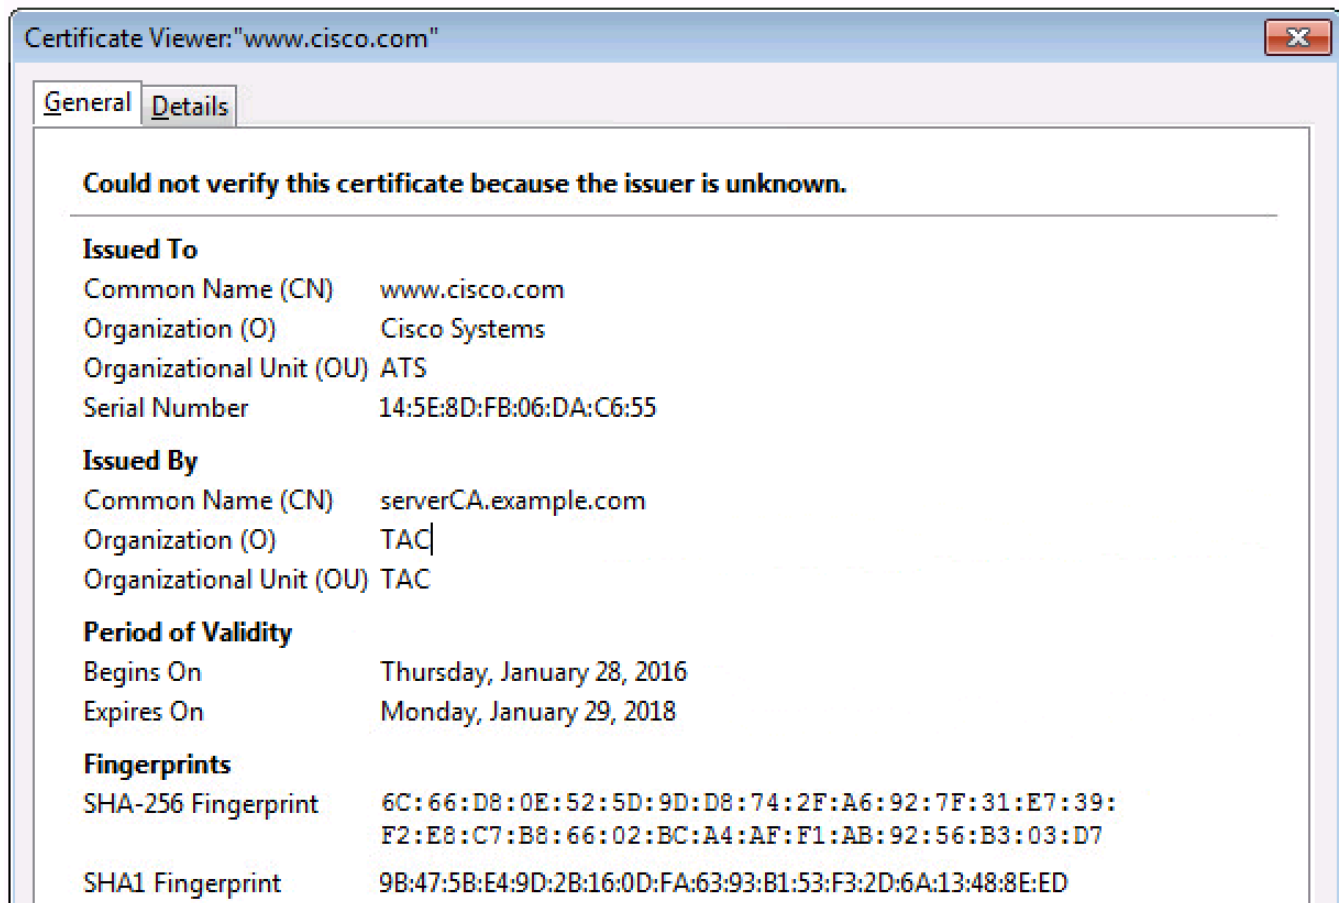 Certificate Viewer:"www.cisco.com"
General Details
Could not verify this certificate because the issuer is unknown.
Issued To
Common Name (CN) www.cisco.com
Organization (O) Cisco Systems
Organizational Unit (OU) ATS
Serial Number 14:5E:8D:FB:06:DA:C6:55
Issued By
Common Name (CN) serverCA.example.com
Organization (O) TAC
Organizational Unit (OU) TAC
Period of Validity
Begins On Thursday, January 28, 2016
Expires On Monday, January 29, 2018
Fingerprints
SHA-256 Fingerprint 6C:66:D8:0E:52:5D:9D:D8:74:2F:A6:92:7F:31:E7:39:
F2:E8:C7:B8:66:02:BC:A4:AF:F1:AB:92:56:B3:03:D7
SHA1 Fingerprint 9B:47:5B:E4:9D:2B:16:0D:FA:63:93:B1:53:F3:2D:6A:13:48:8E:ED